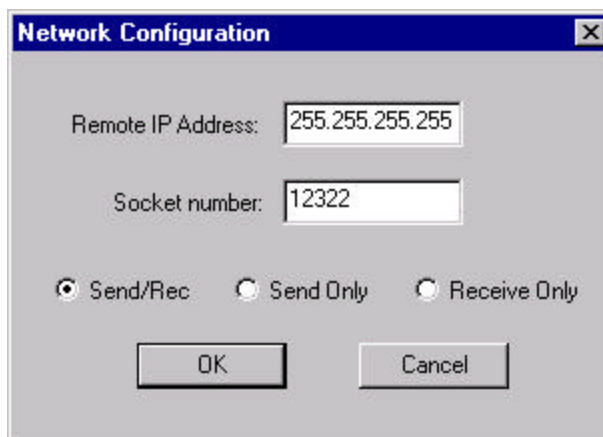 Network Configuration
Remote IP Address: 255.255.255.255
Socket number: 12322
Send/Rec Send Only Receive Only
OK Cancel